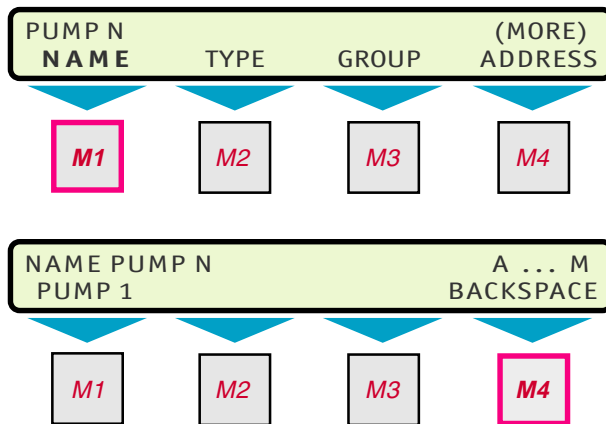 PUMP N (MORE)
NAME TYPE GROUP ADDRESS
M1 M2 M3 M4
NAME PUMP N A ... M
PUMP 1 BACKSPACE
M1 M2 M3 M4